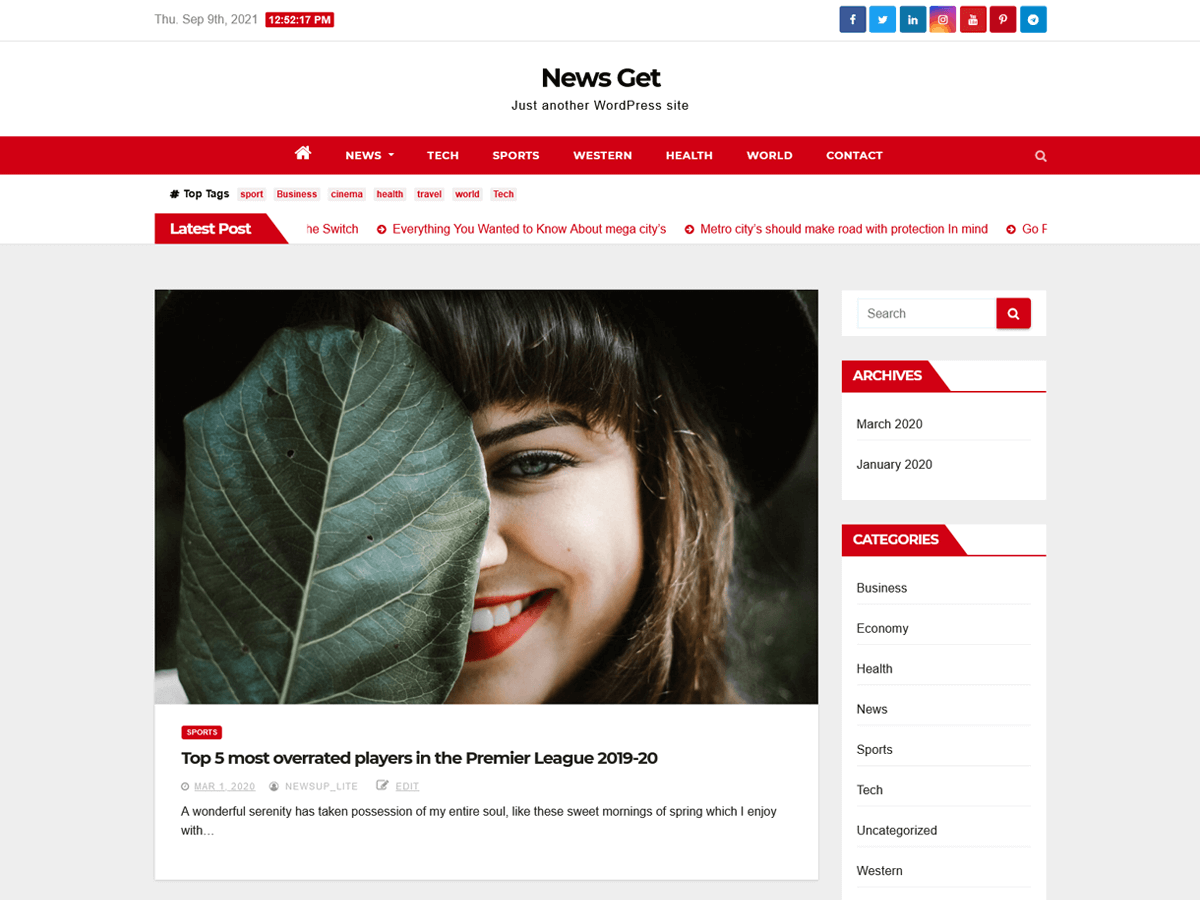 Thu. Sep 9th, 2021 12:52:17 PM
News Get
Just another WordPress site
NEWS TECH SPORTS WESTERN HEALTH WORLD CONTACT
# Top Tags sport Business cinema health travel world Tech
Latest Post he Switch Everything You Wanted to Know About mega city's Metro city's should make road with protection In mind Go
Search
ARCHIVES
March 2020
January 2020
CATEGORIES
Business
Economy
Health
News
Sports
Tech
Uncategorized
Western
SPORTS
Top 5 most overrated players in the Premier League 2019-20
MAR 1, 2020 NEWSUP_LITE EDIT
A wonderful serenity has taken possession of my entire soul, like these sweet mornings of spring which I enjoy
with…